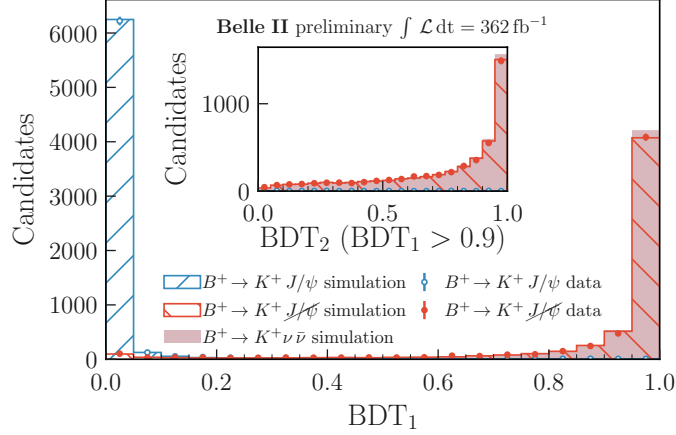 Belle II preliminary ∫ ℒ dt = 362 fb⁻¹
Candidates
6000
5000
4000
3000
2000
1000
0
0.0 0.2 0.4 0.6 0.8 1.0
BDT₁
Candidates
1000
0
0.0 0.5 1.0
BDT₂ (BDT₁ > 0.9)
B⁺→ K⁺ J/ψ simulation
B⁺→ K⁺ J̸/̸ψ̸ simulation
B⁺→ K⁺ν ν̄ simulation
B⁺→ K⁺ J/ψ data
B⁺→ K⁺ J̸/̸ψ̸ data